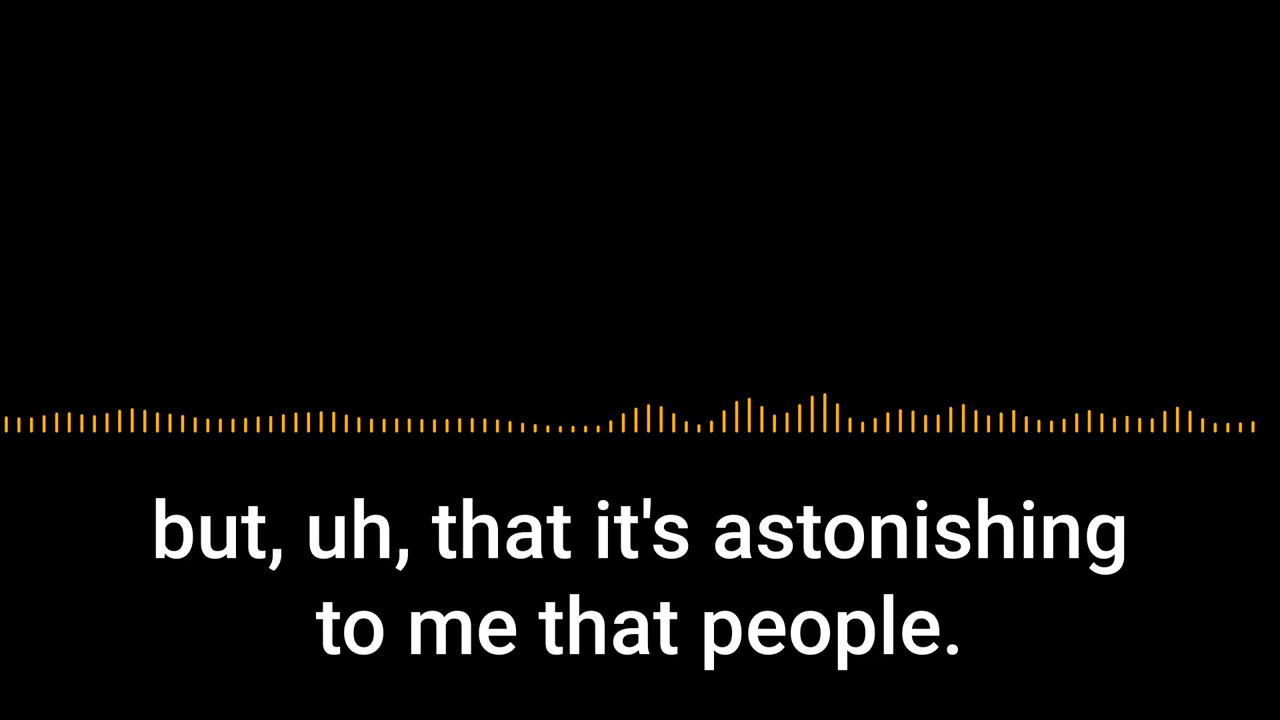 but, uh, that it's astonishing
to me that people.